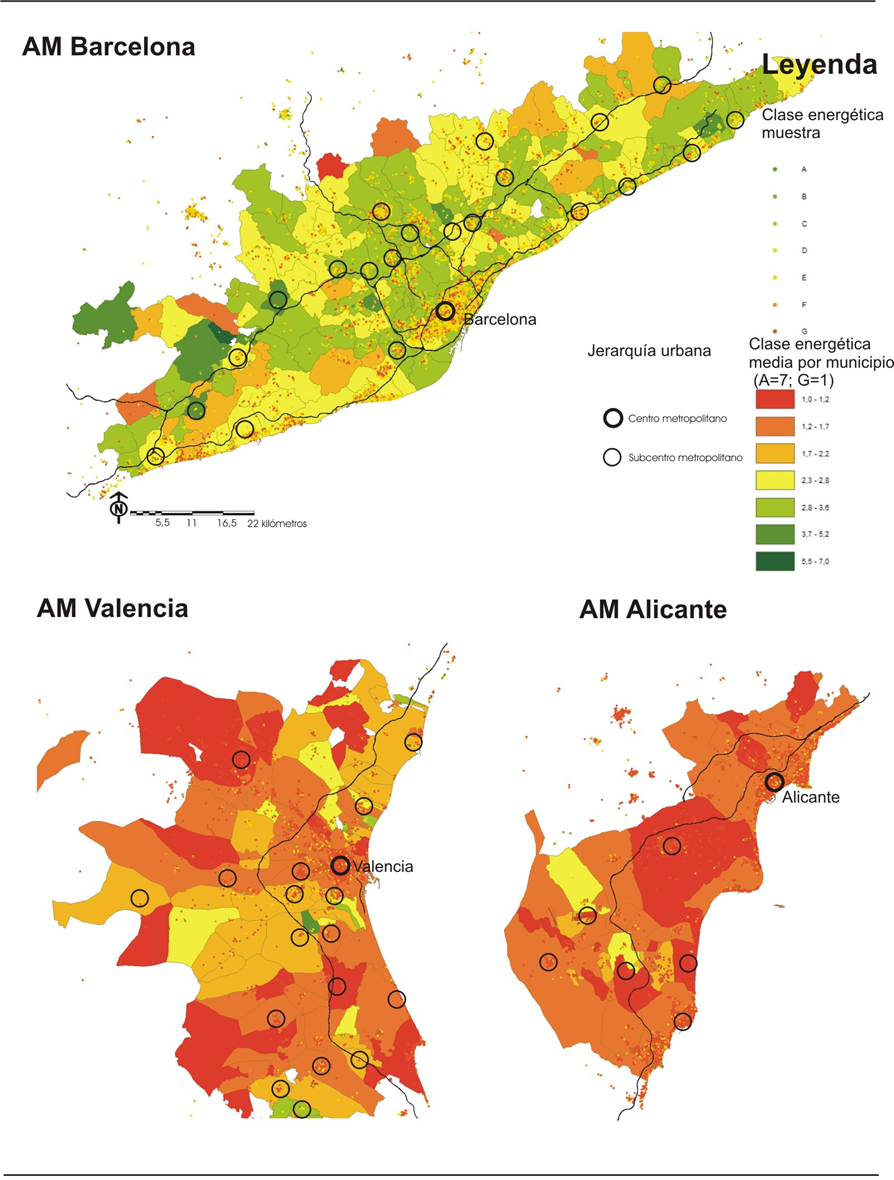 AM Barcelona
Leyenda
Clase energética
muestra
A
B
C
D
E
F
G
Barcelona
Jerarquía urbana
Centro metropolitano
Subcentro metropolitano
Clase energética
media por municipio
(A=7; G=1)
1,0 - 1,2
1,2 - 1,7
1,7 - 2,2
2,3 - 2,8
2,8 - 3,6
3,7 - 5,2
5,5 - 7,0
N
5,5 11 16,5 22 kilómetros
AM Valencia
AM Alicante
Valencia
Alicante